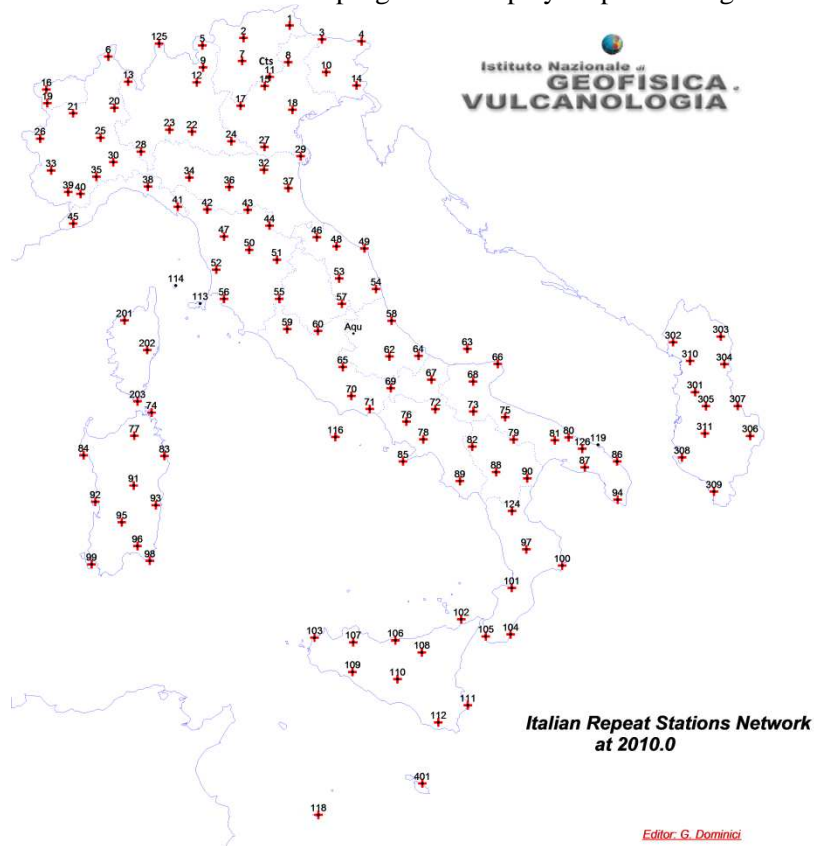 1
125 5 2 3 4
6 7 Cts 8
9 11 10
13 12 15 14
16
19 21 20 17 18
26 25 23 22 24 27
28 29
33 30 34 36 32
35 37
39 40 38
45 41 42 43 44
47 46 48 49
50 51
52 53 54
114 113 56 55 57 58
201 59 60 Aqu
202 65 62 64 63 66
67 68
203 74 70 71 69 72 73 75
77 116 76 78 82 79 81 80 126 119
84 83 85 89 88 90 87 86
92 91 93 94
95 124
96 98 99 97 100
101
102
103 107 106 105 104
108
109 110
111
112
401
118
302 303
310 304
301 305 307
311 306
308
309
Istituto Nazionale di
GEOFISICA e
VULCANOLOGIA
Italian Repeat Stations Network
at 2010.0
Editor: G. Dominici